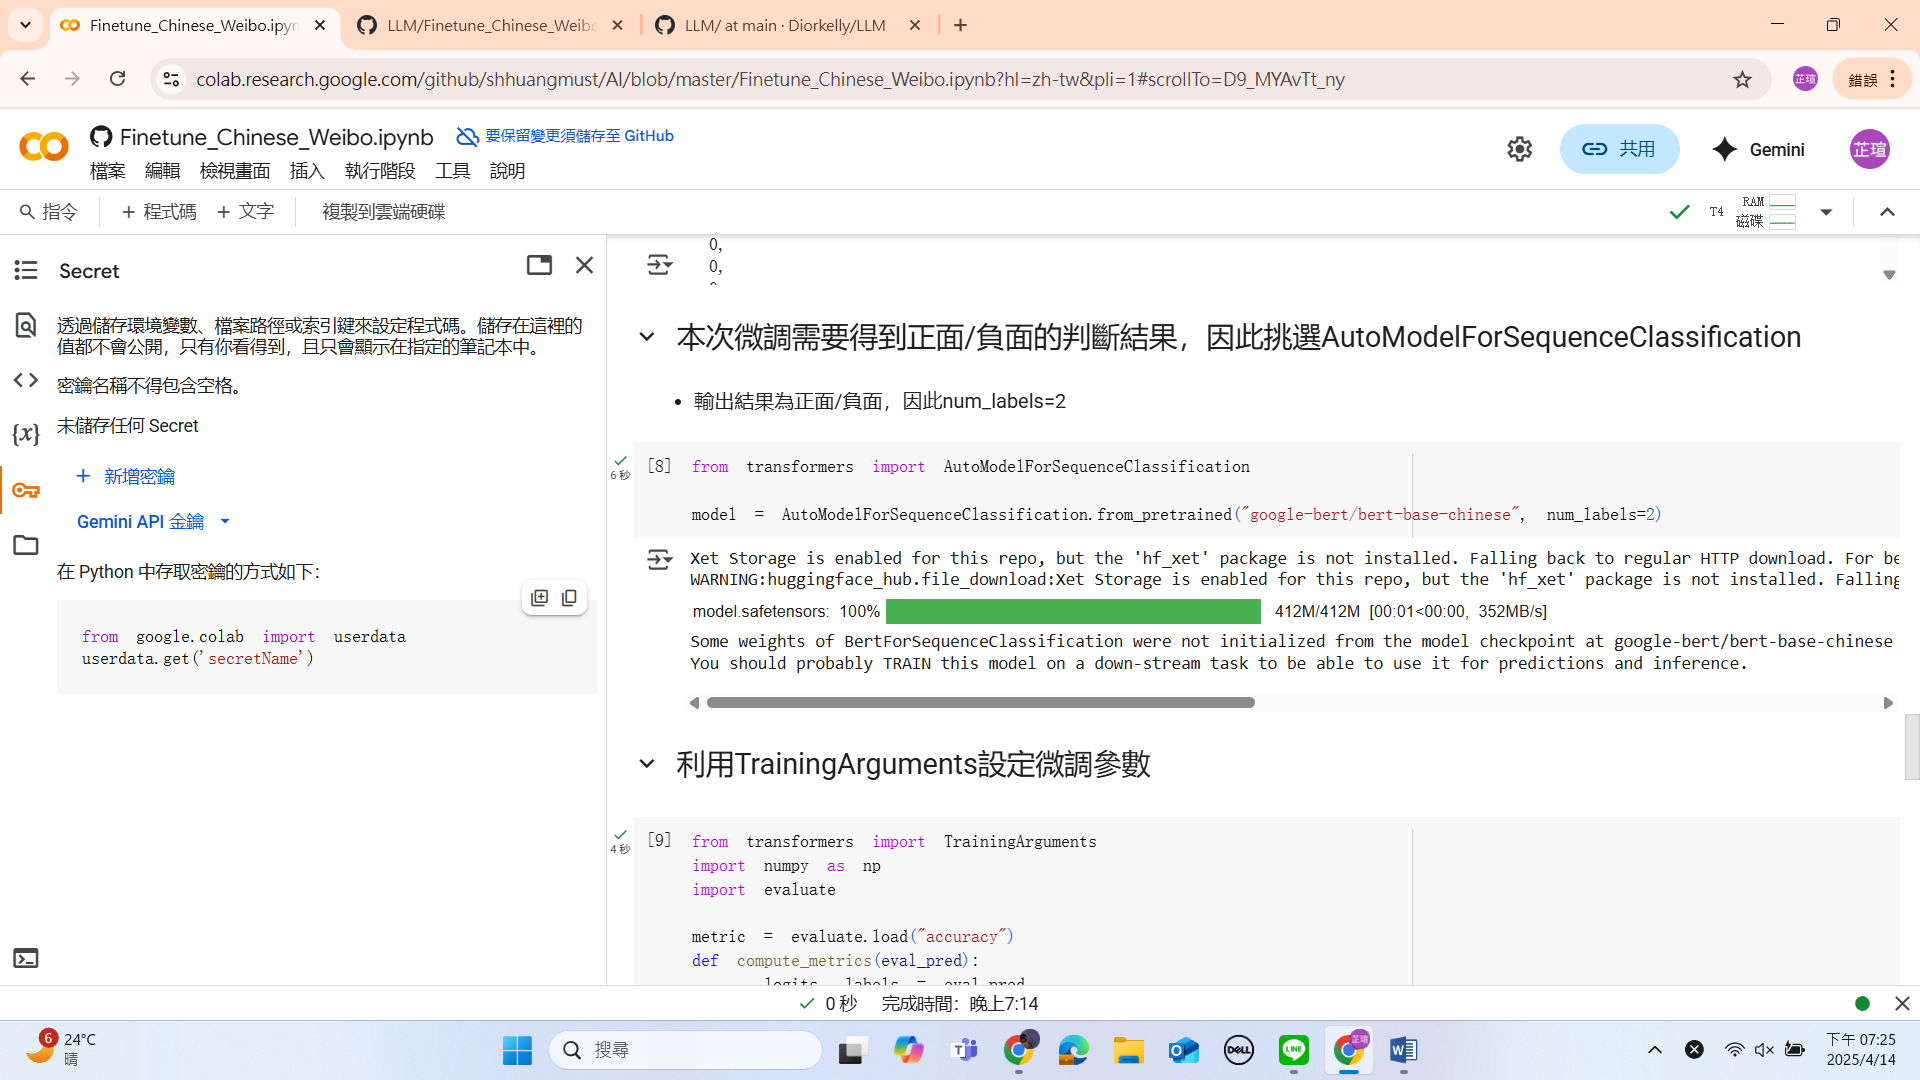 Finetune_Chinese_Weibo.ipyn
LLM/Finetune_Chinese_Weibo
LLM/ at main · Diorkelly/LLM
colab.research.google.com/github/shhuangmust/AI/blob/master/Finetune_Chinese_Weibo.ipynb?hl=zh-tw&pli=1#scrollTo=D9_MYAvTt_ny
芷瑄
錯誤
Finetune_Chinese_Weibo.ipynb
要保留變更須儲存至 GitHub
檔案 編輯 檢視畫面 插入 執行階段 工具 說明
共用
Gemini
芷瑄
指令
+ 程式碼 + 文字
複製到雲端硬碟
T4
RAM
磁碟
Secret
透過儲存環境變數、檔案路徑或索引鍵來設定程式碼。儲存在這裡的
值都不會公開，只有你看得到，且只會顯示在指定的筆記本中。
密鑰名稱不得包含空格。
未儲存任何 Secret
+ 新增密鑰
Gemini API 金鑰
在 Python 中存取密鑰的方式如下：
from google.colab import userdata
userdata.get('secretName')
0,
0,
本次微調需要得到正面/負面的判斷結果，因此挑選AutoModelForSequenceClassification
• 輸出結果為正面/負面，因此num_labels=2
6 秒
[8]
from transformers import AutoModelForSequenceClassification
model = AutoModelForSequenceClassification.from_pretrained("google-bert/bert-base-chinese", num_labels=2)
Xet Storage is enabled for this repo, but the 'hf_xet' package is not installed. Falling back to regular HTTP download. For be
WARNING:huggingface_hub.file_download:Xet Storage is enabled for this repo, but the 'hf_xet' package is not installed. Falling
model.safetensors: 100% 412M/412M [00:01<00:00, 352MB/s]
Some weights of BertForSequenceClassification were not initialized from the model checkpoint at google-bert/bert-base-chinese
You should probably TRAIN this model on a down-stream task to be able to use it for predictions and inference.
利用TrainingArguments設定微調參數
4 秒
[9]
from transformers import TrainingArguments
import numpy as np
import evaluate
metric = evaluate.load("accuracy")
def compute_metrics(eval_pred):
logits, labels = eval_pred
0 秒 完成時間：晚上7:14
6
24°C
晴
搜尋
DELL
LINE
芷瑄
下午 07:25
2025/4/14